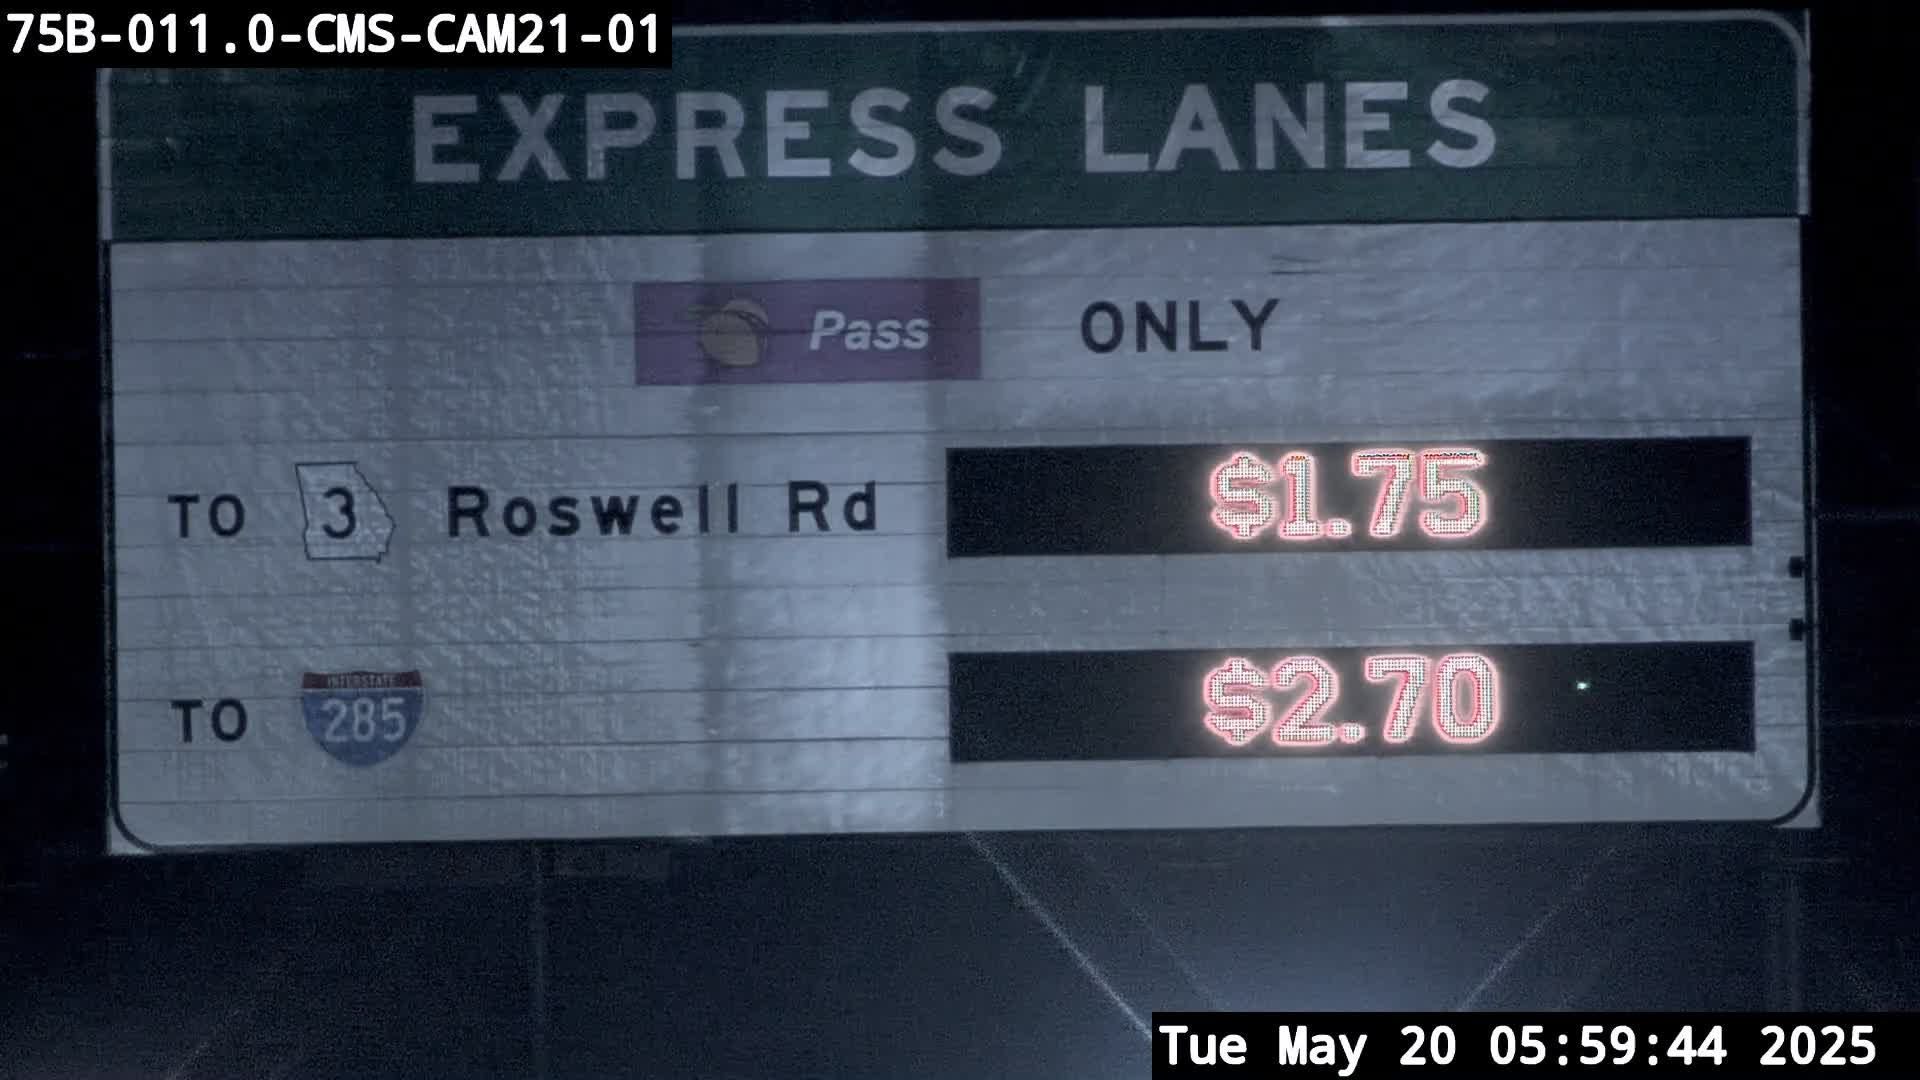 75B-011.0-CMS-CAM21-01
EXPRESS LANES
Pass ONLY
TO 3 Roswell Rd $1.75
INTERSTATE
TO 285 $2.70
Tue May 20 05:59:44 2025